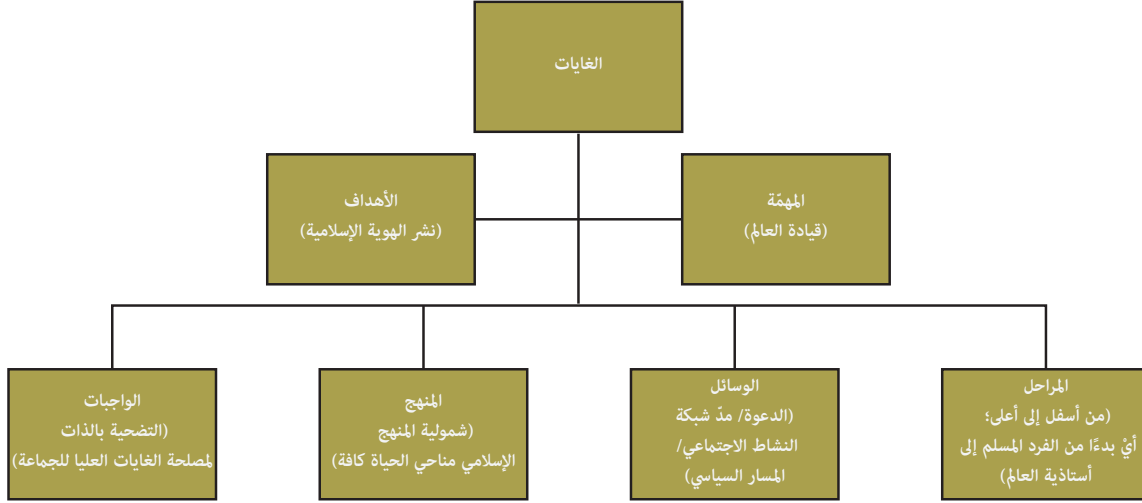 الغايات
المهمّة
(قيادة العالم)
الأهداف
(نشر الهوية الإسلامية)
المراحل
(من أسفل إلى أعلى؛
أيْ بدءًا من الفرد المسلم إلى
أستاذية العالم)
الوسائل
(الدعوة/ مدّ شبكة
النشاط الاجتماعي/
المسار السياسي)
المنهج
(شمولية المنهج
الإسلامي مناحي الحياة كافة)
الواجبات
(التضحية بالذات
لمصلحة الغايات العليا للجماعة)